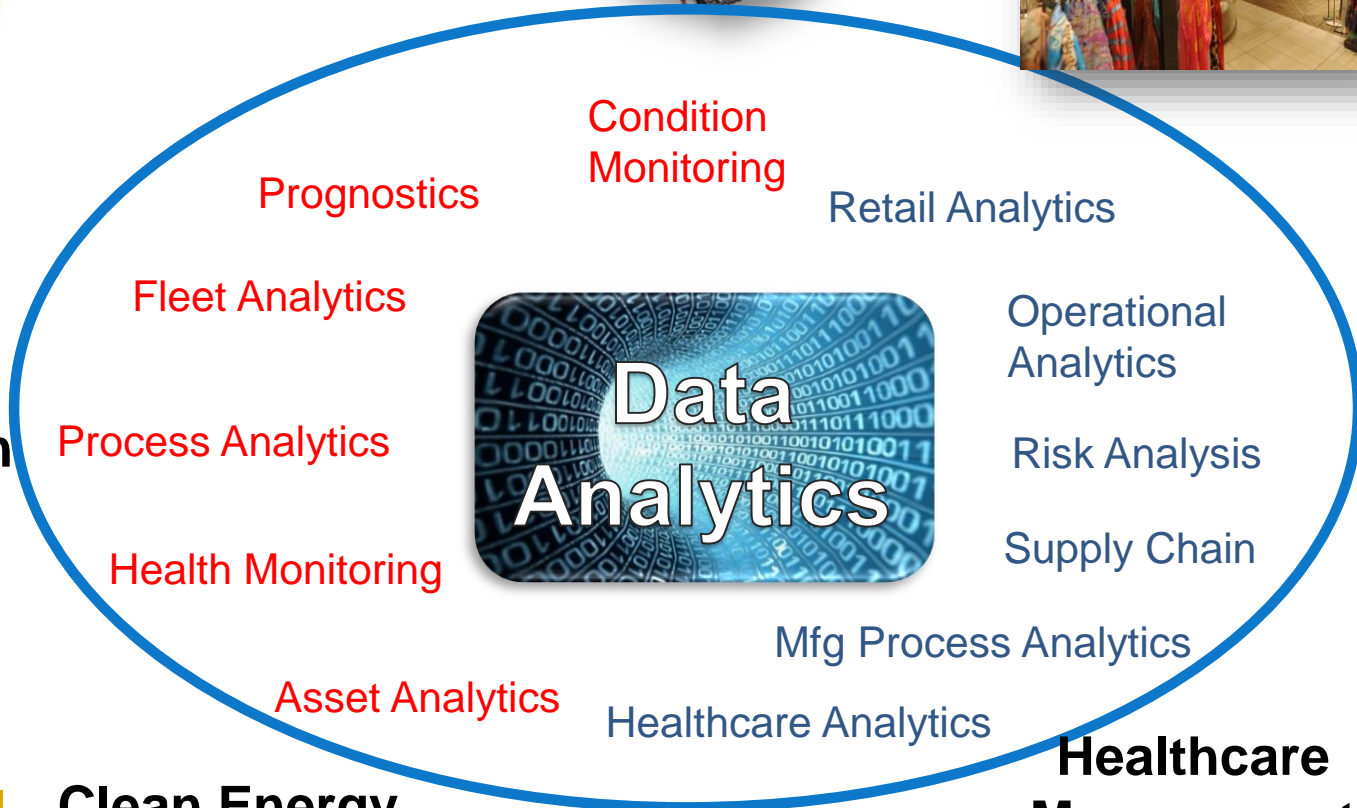 Condition
Monitoring
Prognostics
Retail Analytics
Fleet Analytics
Operational
Analytics
Data
Analytics
Process Analytics
Risk Analysis
Supply Chain
Health Monitoring
Mfg Process Analytics
Asset Analytics
Healthcare Analytics
Healthcare
Clean Energy